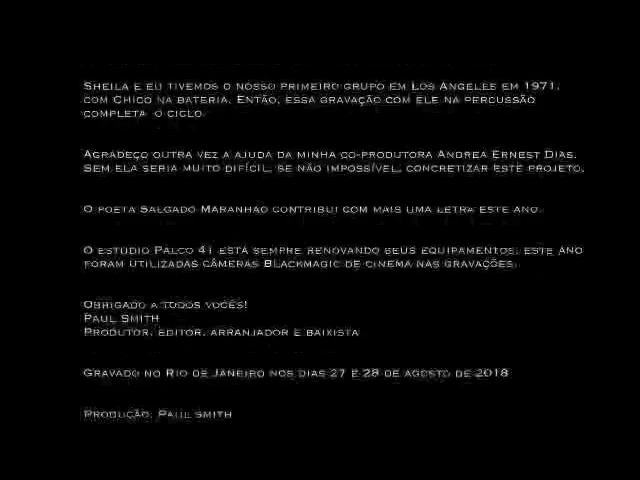 Sheila e eu tivemos o nosso primeiro grupo em Los Angeles em 1971,
com Chico na bateria. Então, essa gravação com ele na percussão
completa o ciclo.
Agradeço outra vez a ajuda da minha co-produtora Andrea Ernest Dias.
Sem ela seria muito difícil, se não impossível, concretizar este projeto.
O poeta Salgado Maranhão contribui com mais uma letra este ano.
O estúdio Palco 41 está sempre renovando seus equipamentos; este ano
foram utilizadas câmeras Blackmagic de cinema nas gravações.
Obrigado a todos vocês!
Paul Smith
Produtor, editor, arranjador e baixista
Gravado no Rio de Janeiro nos dias 27 e 28 de agosto de 2018
Produção: Paul Smith